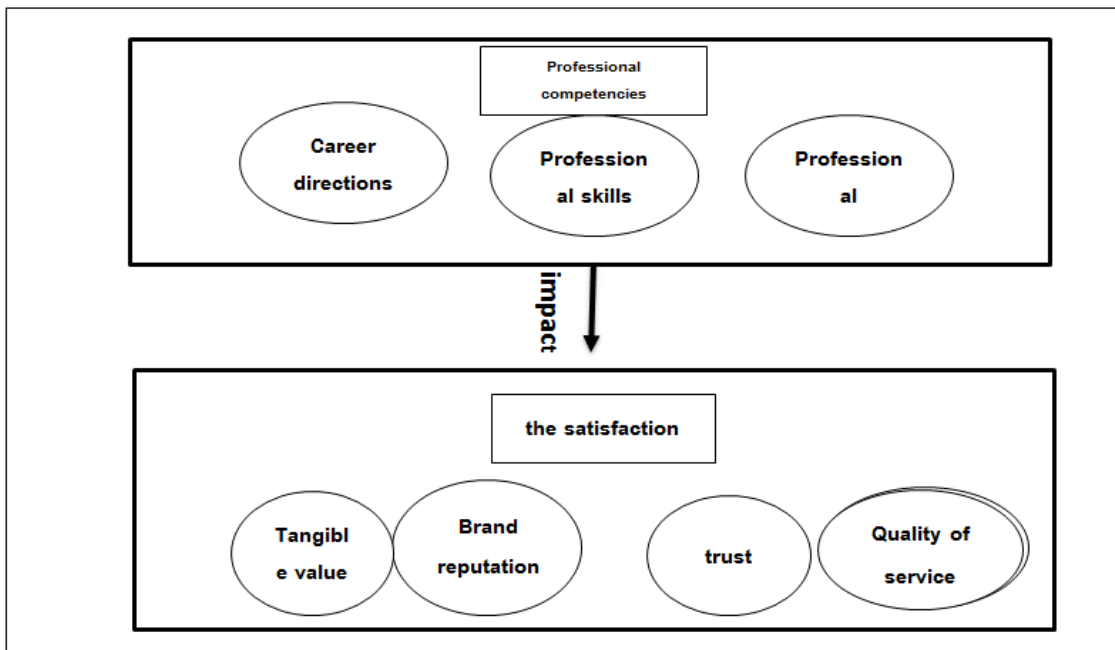 Professional
competencies
Career
directions
Profession
al skills
Profession
al
impact
the satisfaction
Tangibl
e value
Brand
reputation
trust
Quality of
service